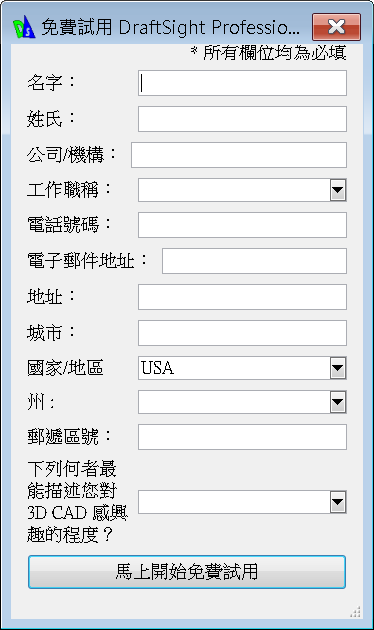 免費試用 DraftSight Professio...
* 所有欄位均為必填
名字：
姓氏：
公司/機構：
工作職稱：
電話號碼：
電子郵件地址：
地址：
城市：
國家/地區 USA
州 :
郵遞區號：
下列何者最
能描述您對
3D CAD 感興
趣的程度？
馬上開始免費試用